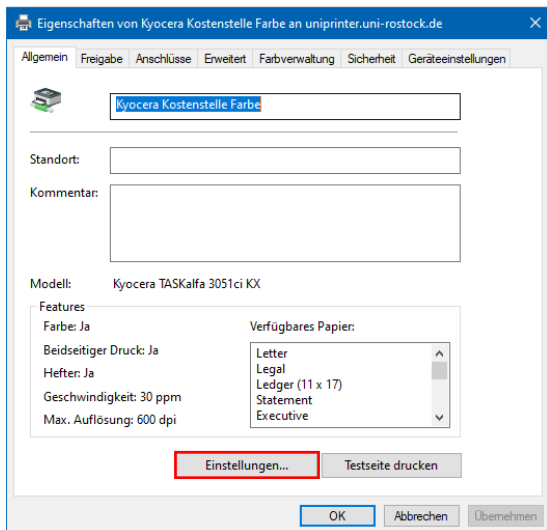 Eigenschaften von Kyocera Kostenstelle Farbe an uniprinter.uni-rostock.de
Allgemein Freigabe Anschlüsse Erweitert Farbverwaltung Sicherheit Geräteeinstellungen
Kyocera Kostenstelle Farbe
Standort:
Kommentar:
Modell: Kyocera TASKalfa 3051ci KX
Features
Farbe: Ja Verfügbares Papier:
Beidseitiger Druck: Ja Letter
Legal
Hefter: Ja Ledger (11 x 17)
Geschwindigkeit: 30 ppm Statement
Max. Auflösung: 600 dpi Executive
Einstellungen... Testseite drucken
OK Abbrechen Übernehmen